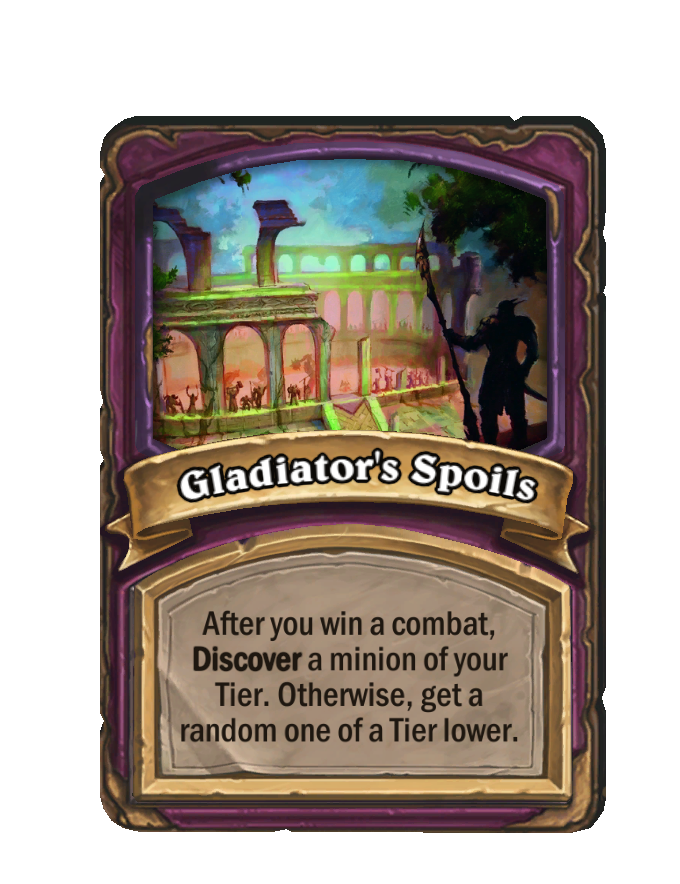 Gladiator's Spoils
After you win a combat,
Discover a minion of your
Tier. Otherwise, get a
random one of a Tier lower.